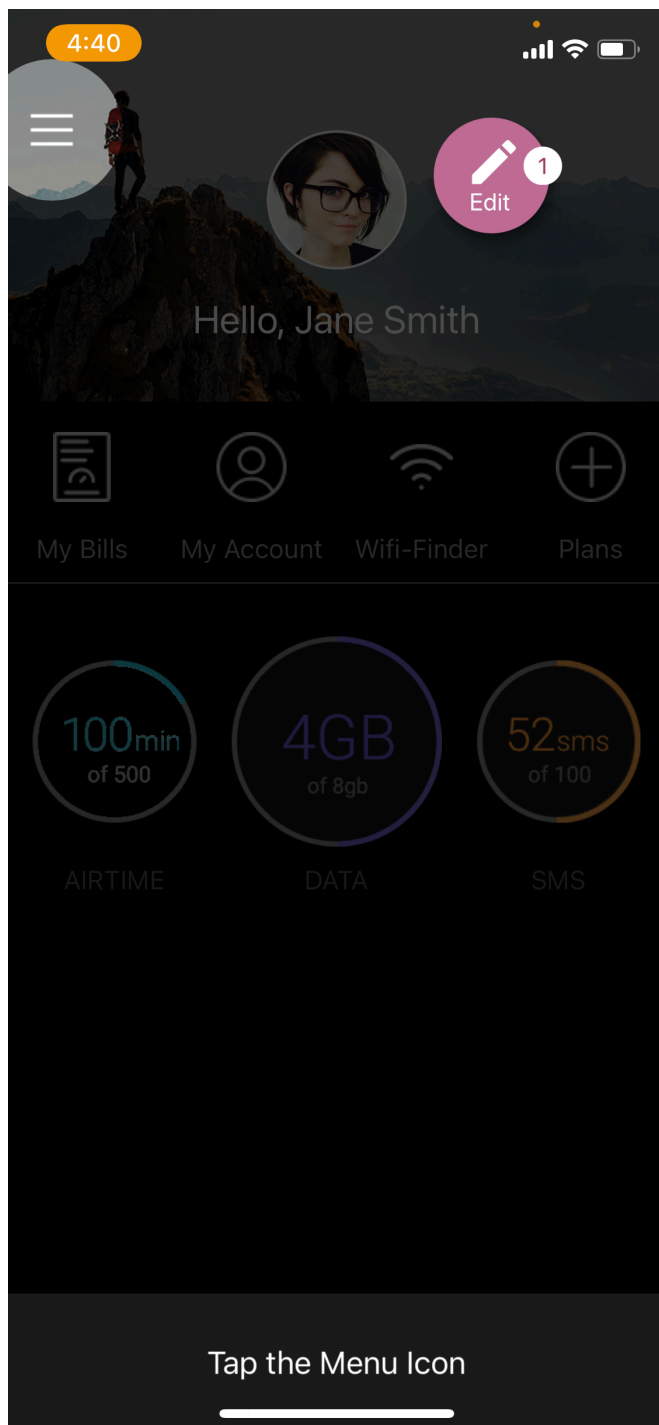 4:40
Edit
1
Hello, Jane Smith
My Bills
My Account
Wifi-Finder
Plans
100min
of 500
4GB
of 8gb
52sms
of 100
AIRTIME
DATA
SMS
Tap the Menu Icon